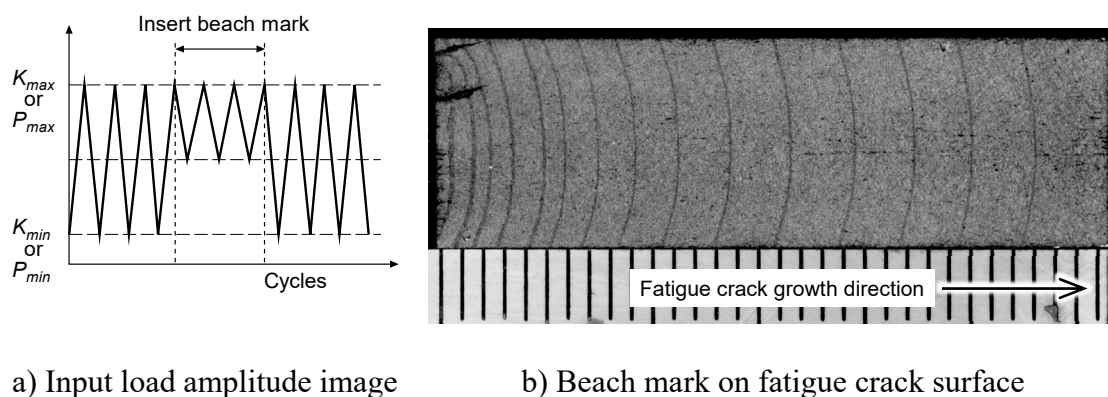 Insert beach mark
K_max
or
P_max
K_min
or
P_min
Cycles
Fatigue crack growth direction
a) Input load amplitude image
b) Beach mark on fatigue crack surface